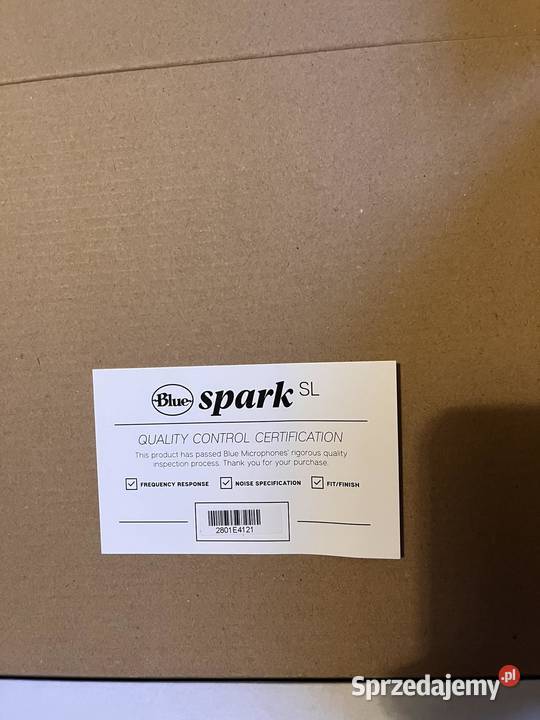 Blue spark SL
QUALITY CONTROL CERTIFICATION
This product has passed Blue Microphones' rigorous quality
inspection process. Thank you for your purchase.
FREQUENCY RESPONSE NOISE SPECIFICATION FIT/FINISH
2801E4121
Sprzedajemy.pl